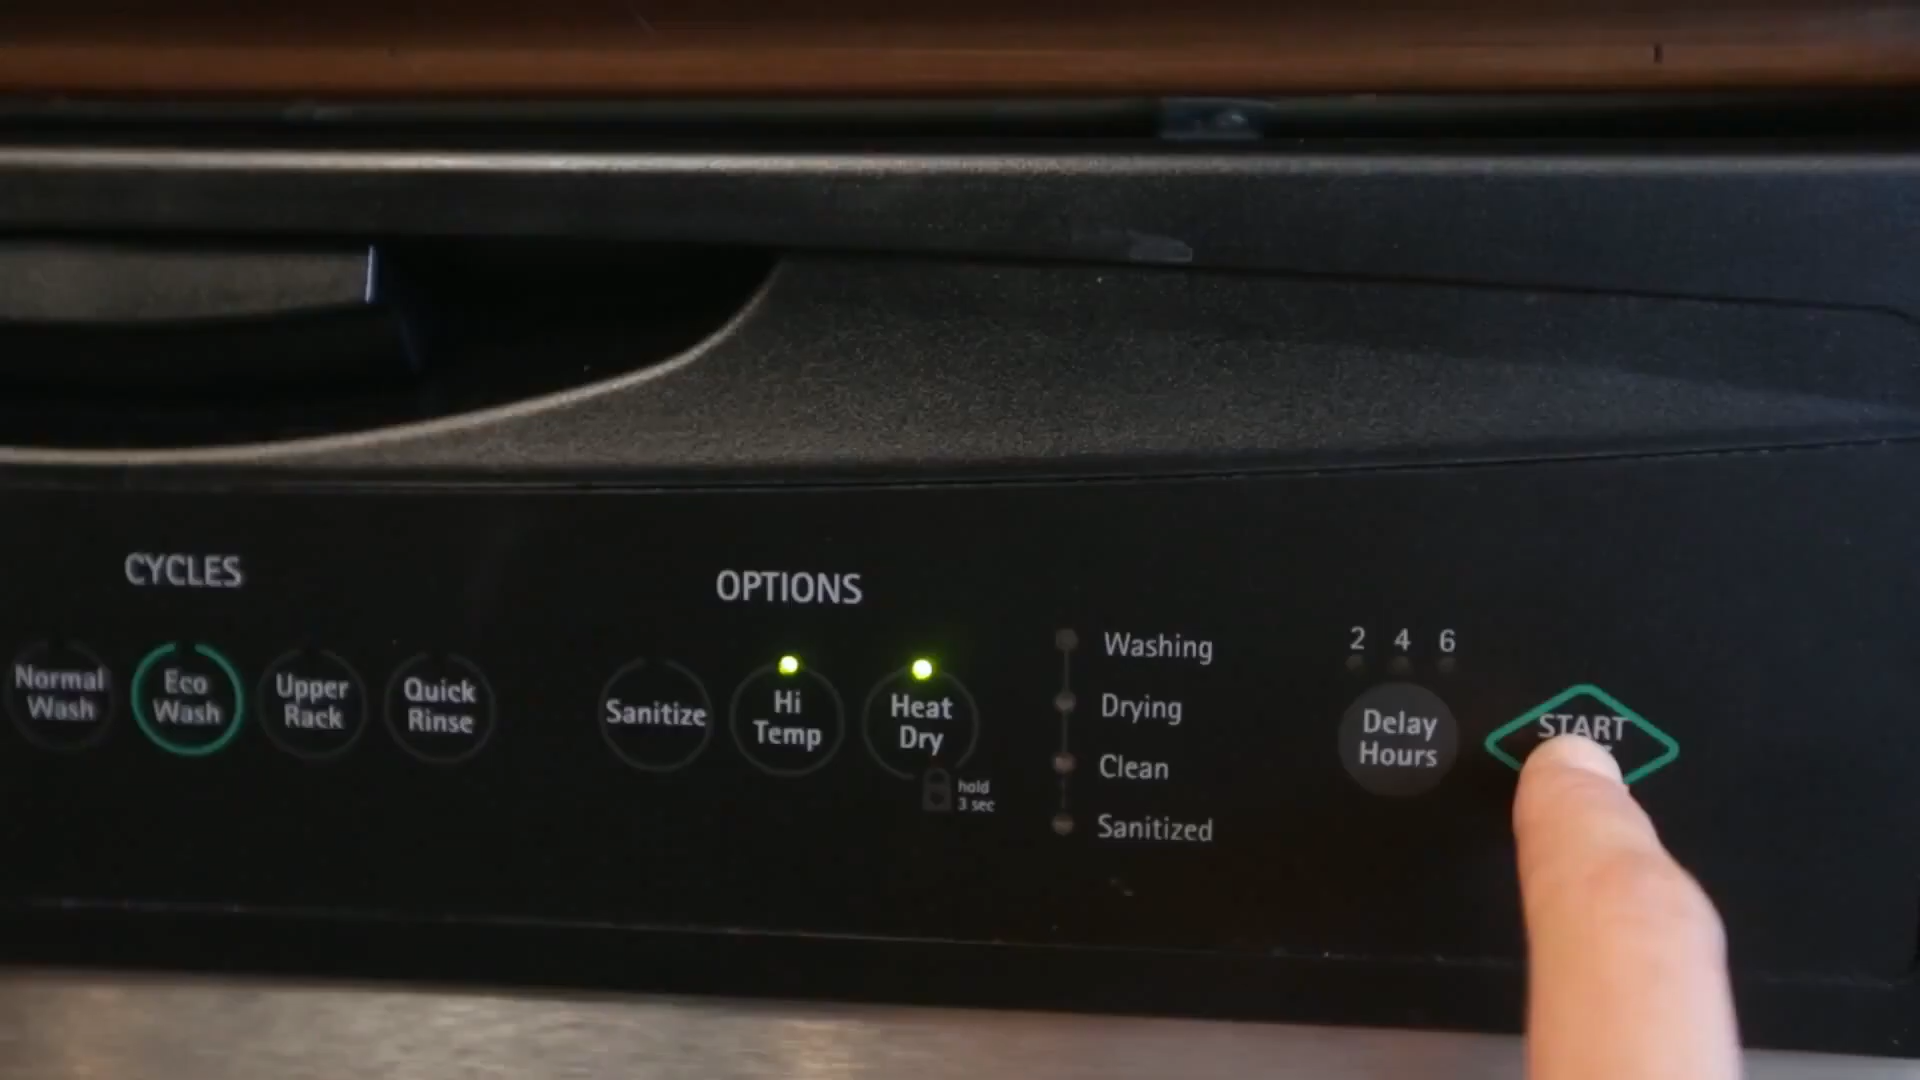 CYCLES
Normal
Wash
Eco
Wash
Upper
Rack
Quick
Rinse
OPTIONS
Sanitize
Hi
Temp
Heat
Dry
hold
3 sec
Washing
Drying
Clean
Sanitized
2 4 6
Delay
Hours
START